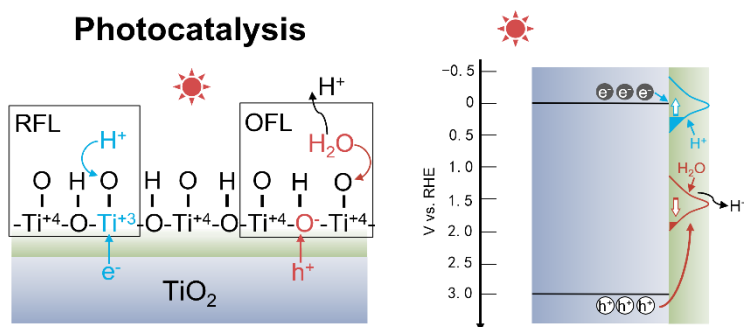 Photocatalysis
RFL
H⁺
H⁺
OFL
H₂O
O H O H O H O H O
-Ti⁺⁴-O-Ti⁺³-O-Ti⁺⁴-O-Ti⁺⁴-O⁻-Ti⁺⁴-
e⁻
h⁺
TiO₂
V vs. RHE
-0.5
0
0.5
1.0
1.5
2.0
2.5
3.0
e⁻ e⁻ e⁻
H⁺
H₂O
H⁺
h⁺ h⁺ h⁺